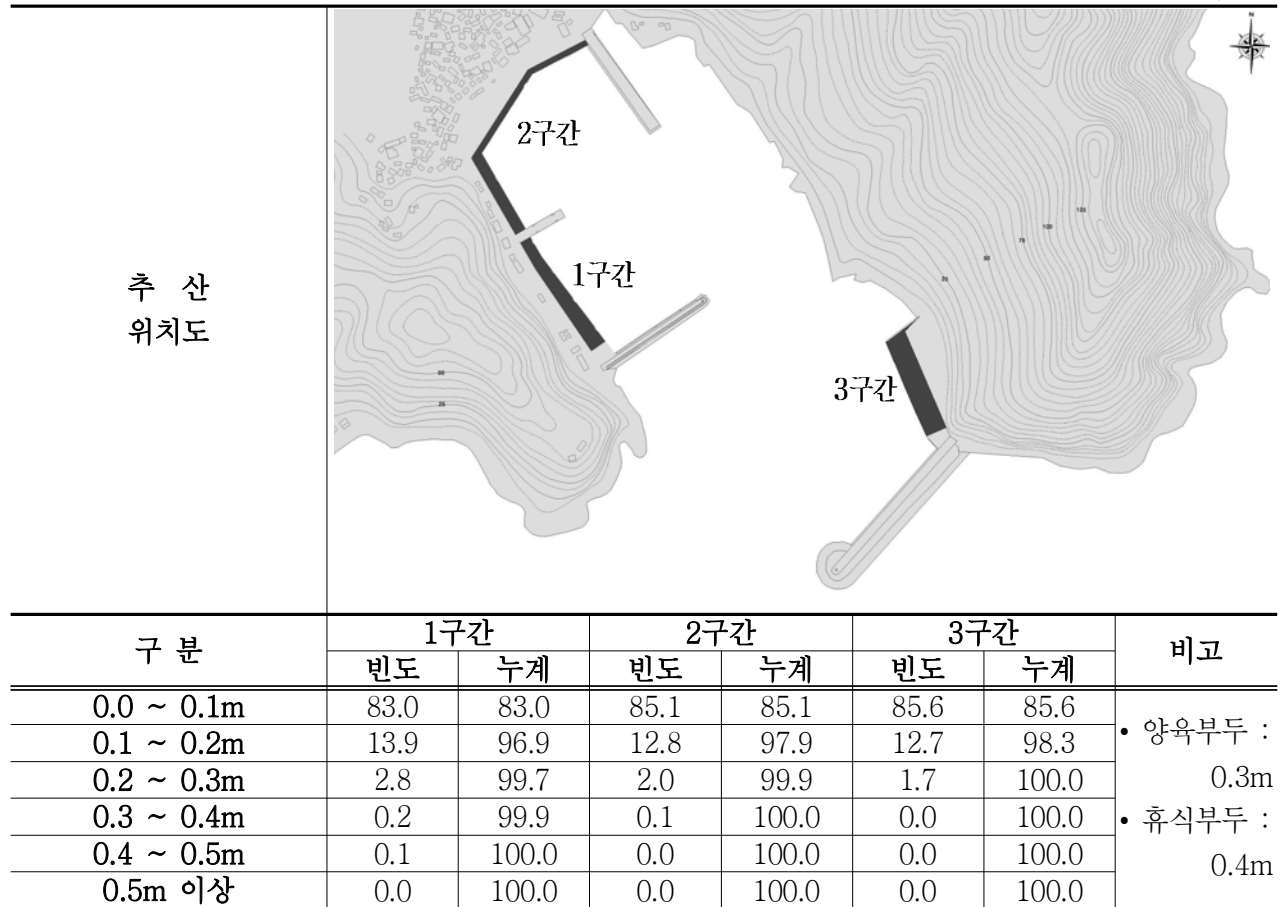 추 산
위치도
N
2구간
1구간
3구간
125
100
75
50
25
50
25
구 분 1구간 2구간 3구간 비고
빈도 누계 빈도 누계 빈도 누계
0.0 ~ 0.1m 83.0 83.0 85.1 85.1 85.6 85.6
0.1 ~ 0.2m 13.9 96.9 12.8 97.9 12.7 98.3
0.2 ~ 0.3m 2.8 99.7 2.0 99.9 1.7 100.0
0.3 ~ 0.4m 0.2 99.9 0.1 100.0 0.0 100.0
0.4 ~ 0.5m 0.1 100.0 0.0 100.0 0.0 100.0
0.5m 이상 0.0 100.0 0.0 100.0 0.0 100.0
• 양육부두 :
0.3m
• 휴식부두 :
0.4m